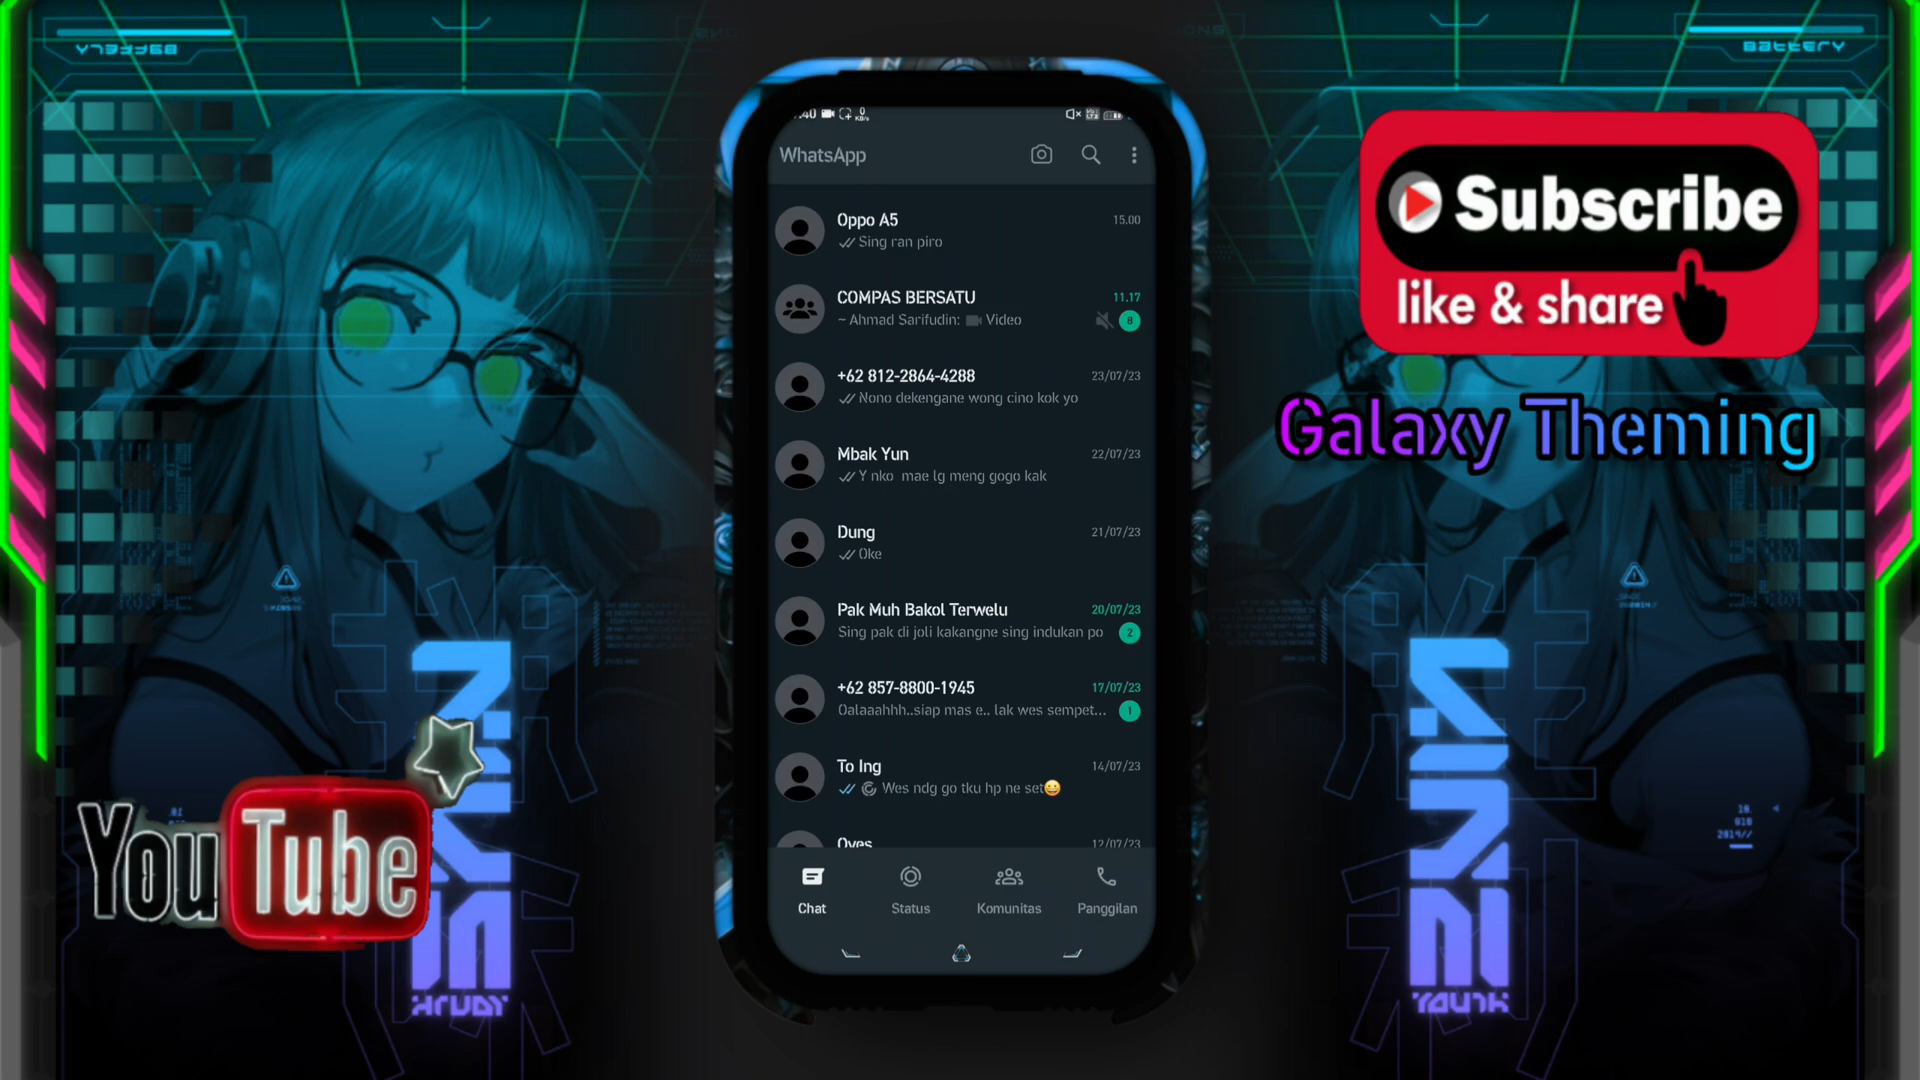 BATTERY
WhatsApp
Oppo A5
15.00
Sing ran piro
COMPAS BERSATU
11.17
~ Ahmad Sarifudin: Video
8
+62 812-2864-4288
23/07/23
Nono dekengane wong cino kok yo
Mbak Yun
22/07/23
Y nko mae lg meng gogo kak
Dung
21/07/23
Oke
Pak Muh Bakol Terwelu
20/07/23
Sing pak di joli kakangne sing indukan po
2
+62 857-8800-1945
17/07/23
Oalaaahhh..siap mas e.. lak wes sempet...
1
To Ing
14/07/23
Wes ndg go tku hp ne set😀
Oves
12/07/23
Chat
Status
Komunitas
Panggilan
Subscribe
like & share
Galaxy Theming
YouTube